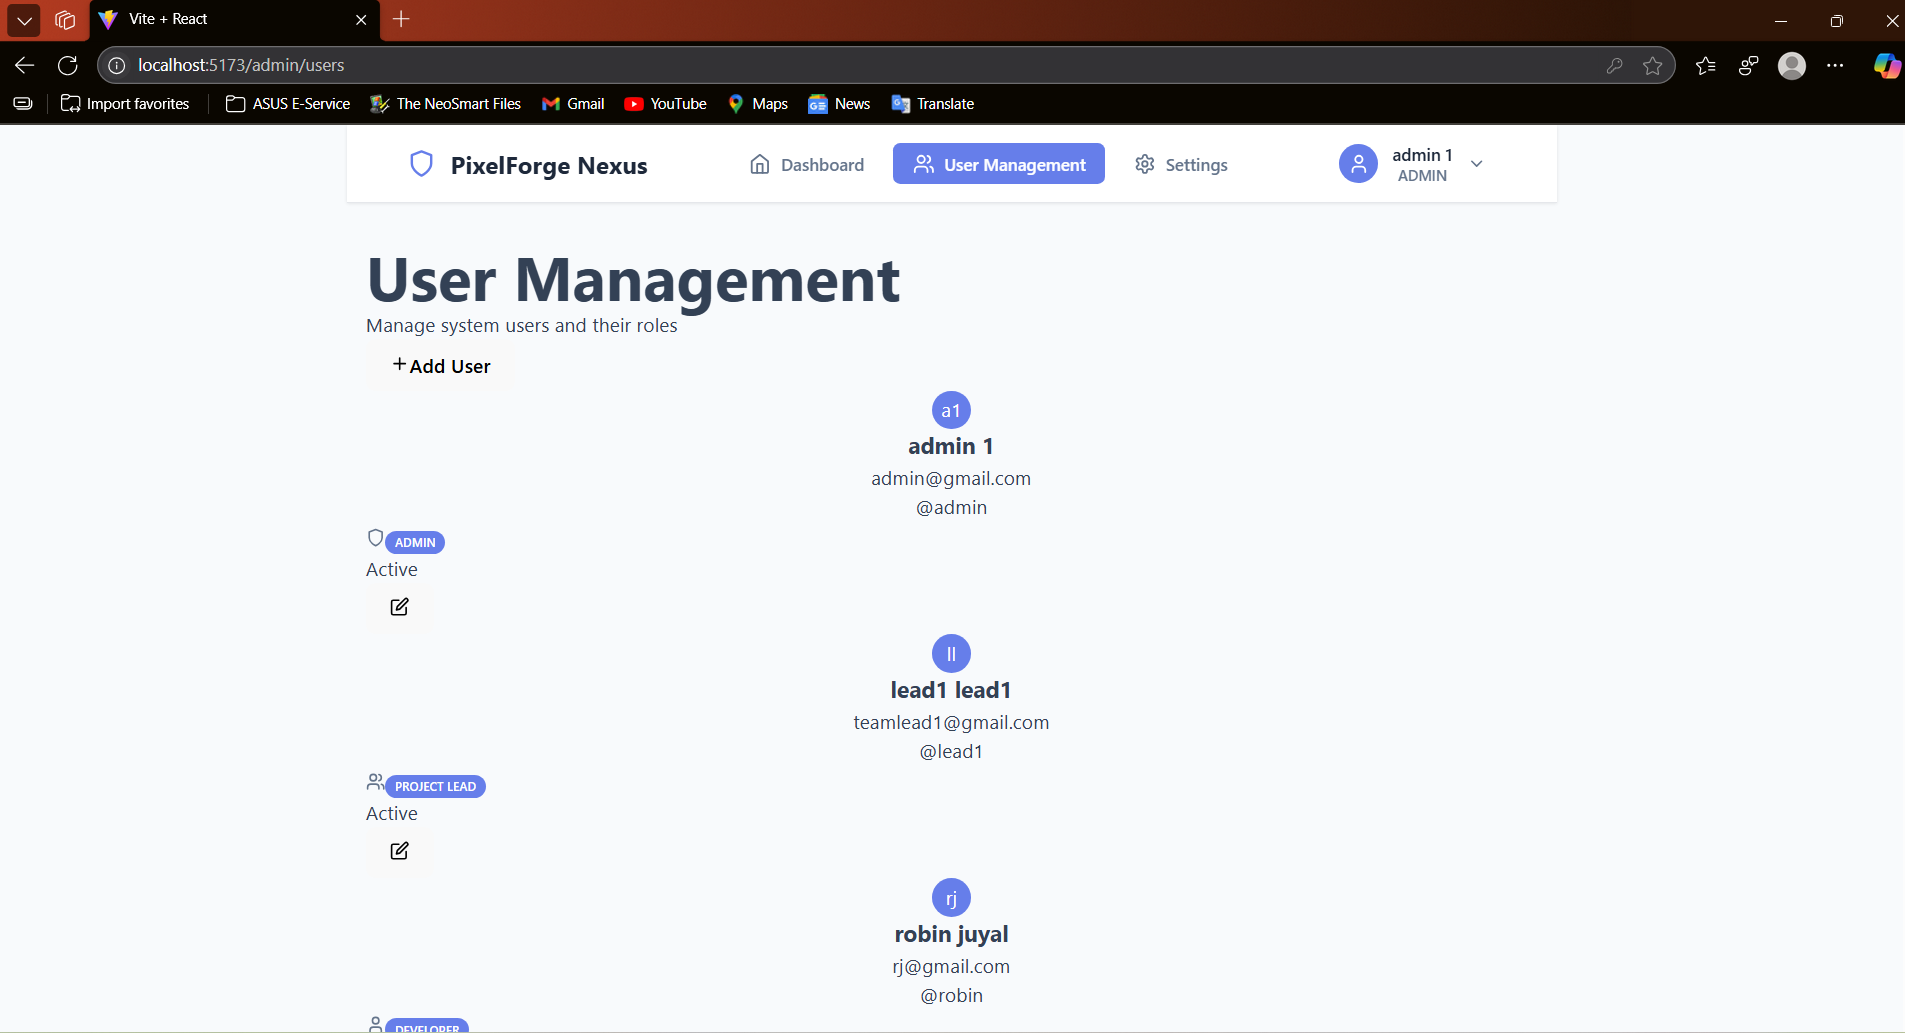 Vite + React
localhost:5173/admin/users
Import favorites ASUS E-Service The NeoSmart Files Gmail YouTube Maps News Translate
PixelForge Nexus Dashboard User Management Settings admin 1
ADMIN
User Management
Manage system users and their roles
+Add User
a1
admin 1
admin@gmail.com
@admin
ADMIN
Active
ll
lead1 lead1
teamlead1@gmail.com
@lead1
PROJECT LEAD
Active
rj
robin juyal
rj@gmail.com
@robin
DEVELOPER